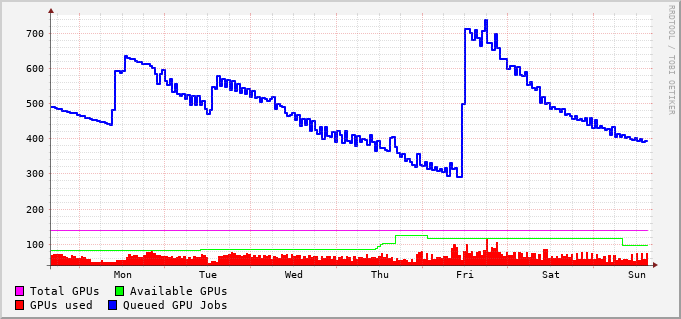 RRDTOOL / TOBI OETIKER
700
600
500
400
300
200
100
Mon Tue Wed Thu Fri Sat Sun
Total GPUs Available GPUs
GPUs used Queued GPU Jobs